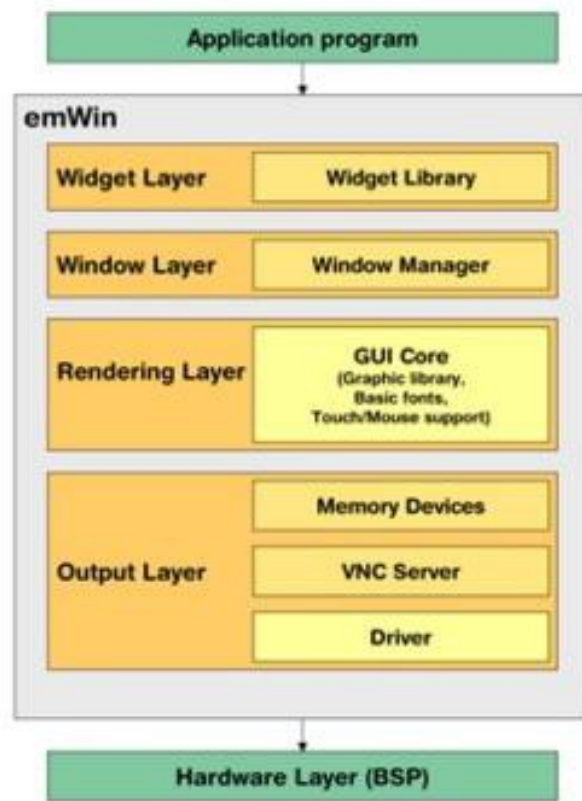 Application program
emWin
Widget Layer
Widget Library
Window Layer
Window Manager
Rendering Layer
GUI Core
(Graphic library,
Basic fonts,
Touch/Mouse support)
Output Layer
Memory Devices
VNC Server
Driver
Hardware Layer (BSP)